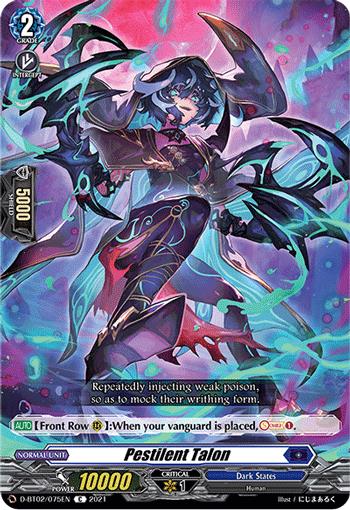 2
GRADE
INTERCEPT
5000
SHIELD
Repeatedly injecting weak poison,
so as to mock their writhing form.
AUTO [Front Row]:When your vanguard is placed, 1.
NORMAL UNIT
Pestilent Talon
POWER 10000
CRITICAL
1
Dark States
Human
D-BT02/075EN C 2021
Illust / にじまあるく